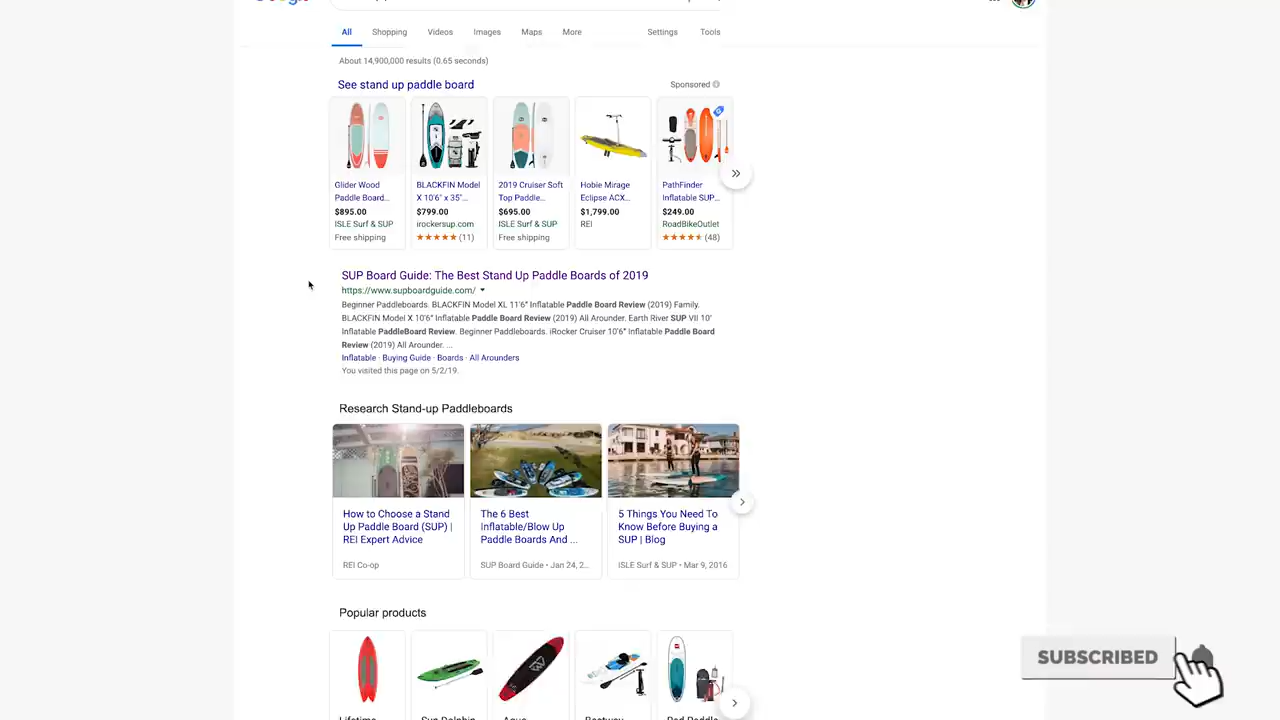 All Shopping Videos Images Maps More Settings Tools
About 14,900,000 results (0.65 seconds)
See stand up paddle board
Sponsored
Glider Wood
Paddle Board...
$895.00
ISLE Surf & SUP
Free shipping
BLACKFIN Model
X 10'6" x 35"...
$799.00
irockersup.com
(11)
2019 Cruiser Soft
Top Paddle...
$695.00
ISLE Surf & SUP
Free shipping
Hobie Mirage
Eclipse ACX...
$1,799.00
REI
PathFinder
Inflatable SUP...
$249.00
RoadBikeOutlet
(48)
SUP Board Guide: The Best Stand Up Paddle Boards of 2019
https://www.supboardguide.com/
Beginner Paddleboards. BLACKFIN Model XL 11'6" Inflatable Paddle Board Review (2019) Family.
BLACKFIN Model X 10'6" Inflatable Paddle Board Review (2019) All Arounder. Earth River SUP VII 10'
Inflatable PaddleBoard Review. Beginner Paddleboards. iRocker Cruiser 10'6" Inflatable Paddle Board
Review (2019) All Arounder. ...
Inflatable · Buying Guide · Boards · All Arounders
You visited this page on 5/2/19.
Research Stand-up Paddleboards
How to Choose a Stand
Up Paddle Board (SUP) |
REI Expert Advice
REI Co-op
The 6 Best
Inflatable/Blow Up
Paddle Boards And ...
SUP Board Guide • Jan 24, 2...
5 Things You Need To
Know Before Buying a
SUP | Blog
ISLE Surf & SUP • Mar 9, 2016
Popular products
Lifetime
Sun Dolphin
Aqua
Bestway
Red Paddle
SUBSCRIBED